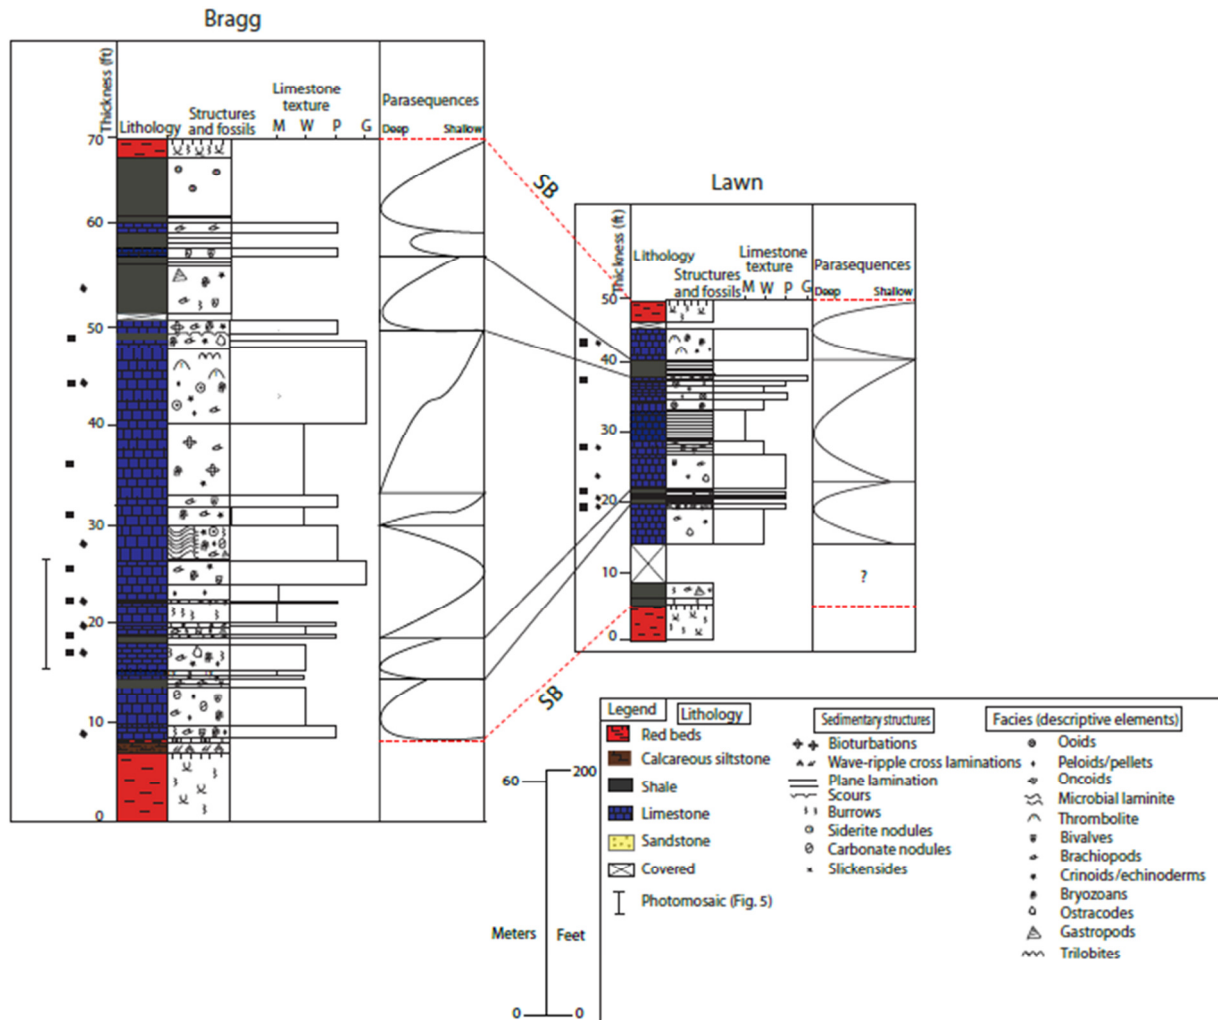 Bragg
Thickness (ft)
Lithology
Structures
and fossils
Limestone
texture
M W P G
Parasequences
Deep Shallow
70
60
50
40
30
20
10
0
SB
SB
Lawn
Thickness (ft)
Lithology
Structures
and fossils
Limestone
texture
M W P G
Parasequences
Deep Shallow
50
40
30
20
10
0
?
60 200
Meters Feet
0 0
Legend
Lithology
Red beds
Calcareous siltstone
Shale
Limestone
Sandstone
Covered
Photomosaic (Fig. 5)
Sedimentary structures
Bioturbations
Wave-ripple cross laminations
Plane lamination
Scours
Burrows
Siderite nodules
Carbonate nodules
Slickensides
Facies (descriptive elements)
Ooids
Peloids/pellets
Oncoids
Microbial laminite
Thrombolite
Bivalves
Brachiopods
Crinoids/echinoderms
Bryozoans
Ostracodes
Gastropods
Trilobites